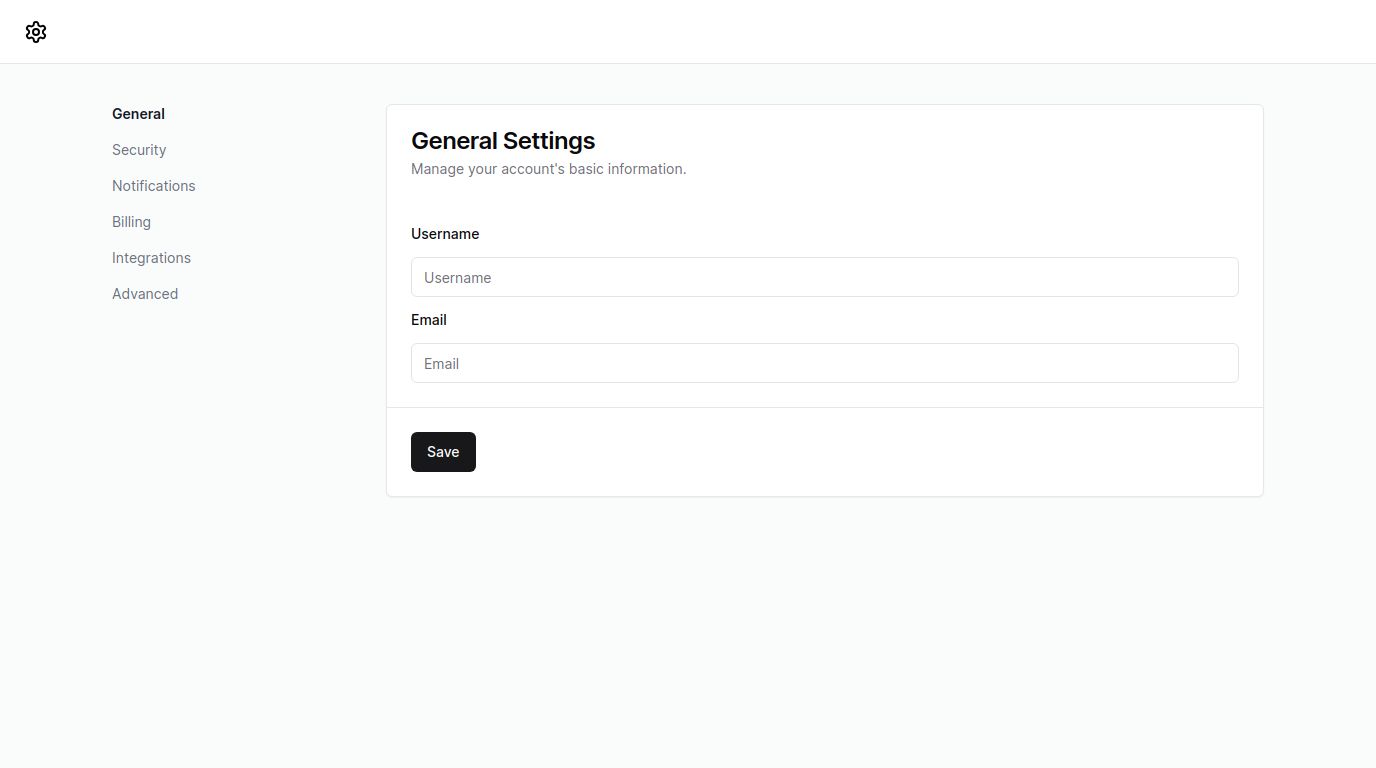 General
Security
Notifications
Billing
Integrations
Advanced
General Settings
Manage your account's basic information.
Username
Username
Email
Email
Save